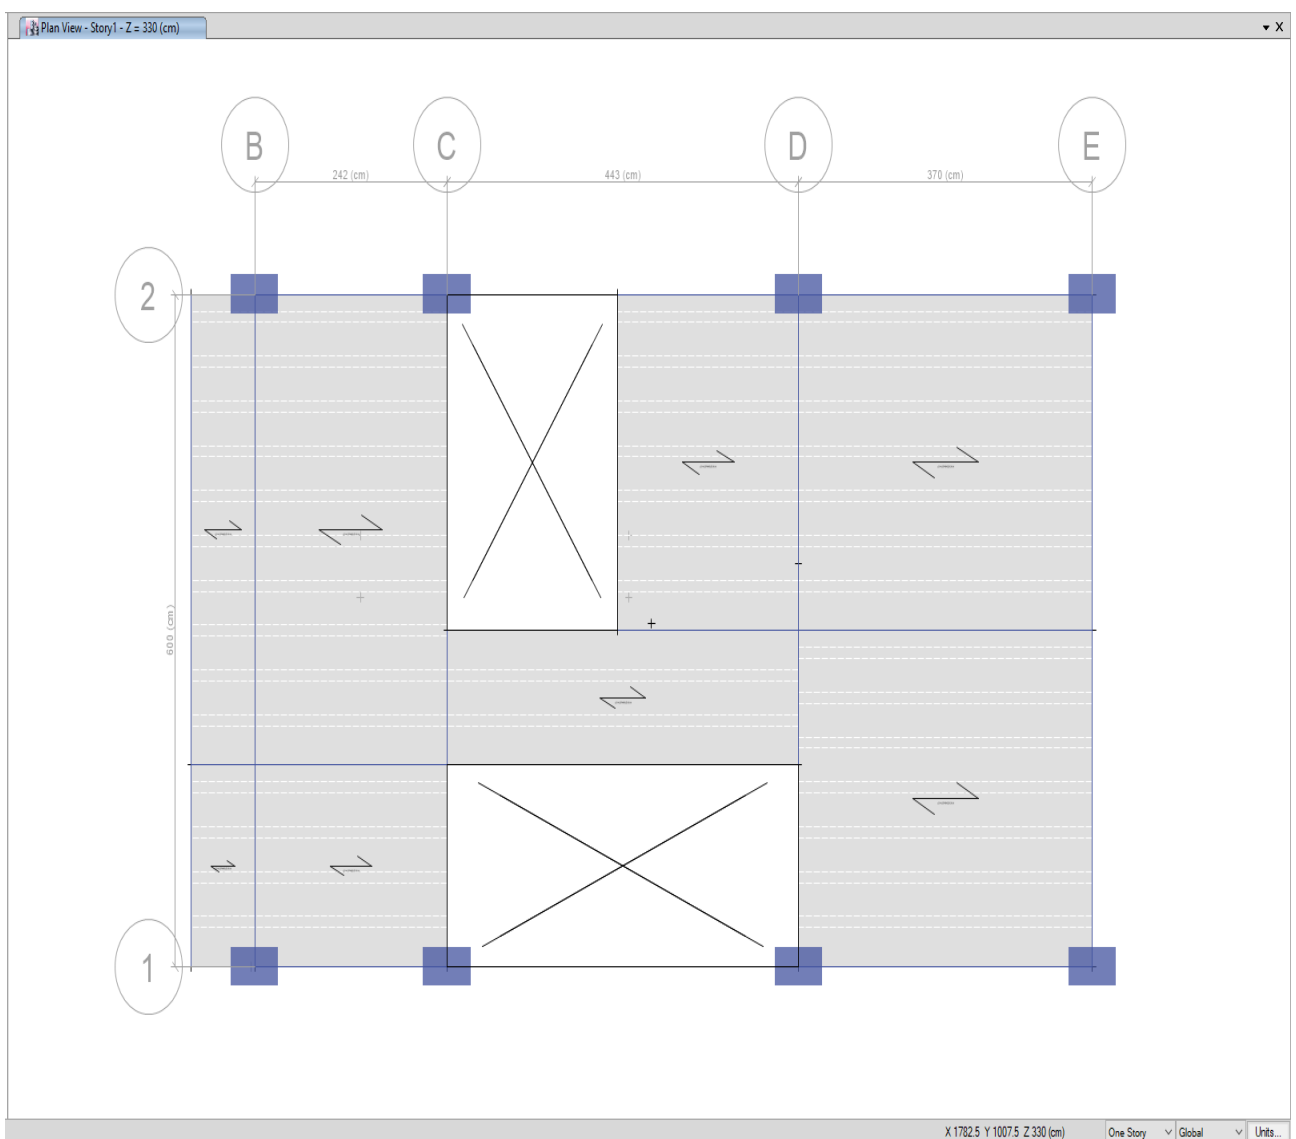 Plan View - Story1 - Z = 330 (cm)
X
B
C
D
E
242 (cm)
443 (cm)
370 (cm)
2
600 (cm)
1
X 1782.5 Y 1007.5 Z 330 (cm)
One Story
Global
Units...